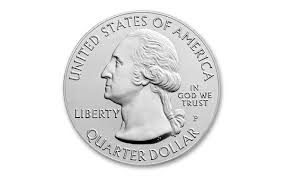 UNITED STATES OF AMERICA
LIBERTY
IN
GOD WE
TRUST
P
QUARTER DOLLAR